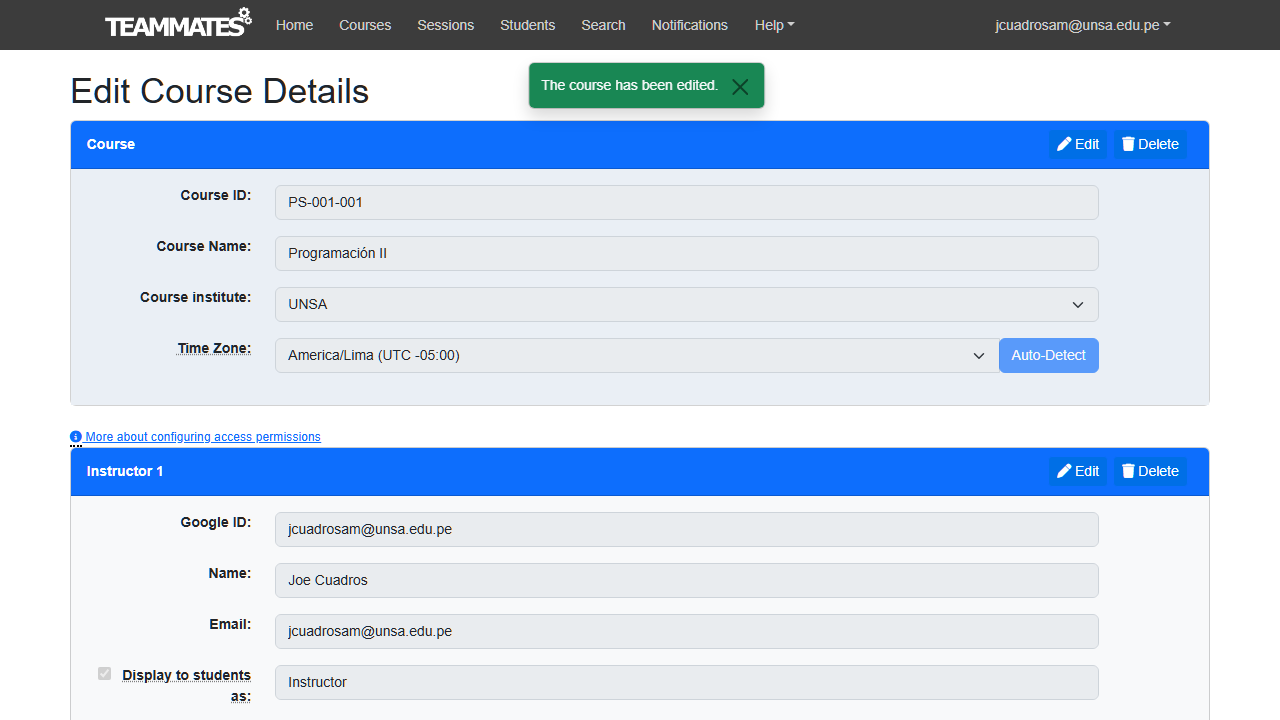 TEAMMATES Home Courses Sessions Students Search Notifications Help jcuadrosam@unsa.edu.pe
The course has been edited.
Edit Course Details
Course Edit Delete
Course ID: PS-001-001
Course Name: Programación II
Course institute: UNSA
Time Zone: America/Lima (UTC -05:00) Auto-Detect
More about configuring access permissions
Instructor 1 Edit Delete
Google ID: jcuadrosam@unsa.edu.pe
Name: Joe Cuadros
Email: jcuadrosam@unsa.edu.pe
Display to students as: Instructor